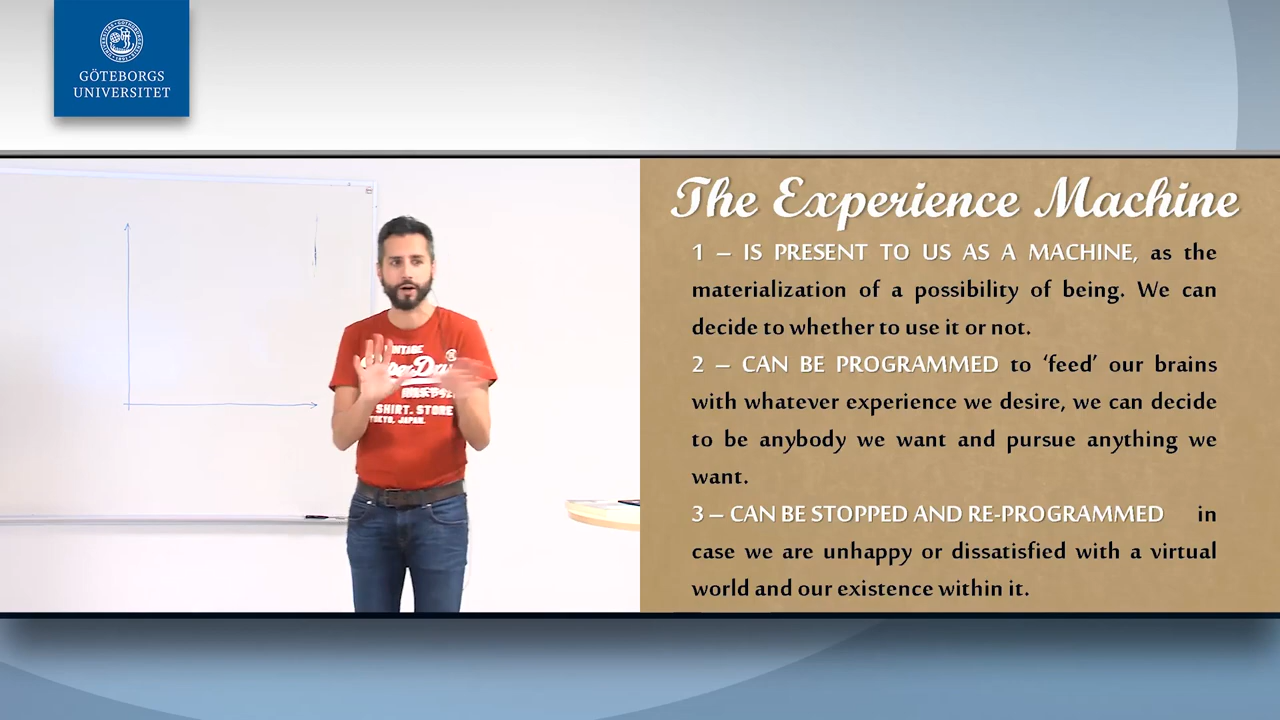 GÖTEBORGS
UNIVERSITET
The Experience Machine
1 – IS PRESENT TO US AS A MACHINE, as the
materialization of a possibility of being. We can
decide to whether to use it or not.
2 – CAN BE PROGRAMMED to ‘feed’ our brains
with whatever experience we desire, we can decide
to be anybody we want and pursue anything we
want.
3 – CAN BE STOPPED AND RE-PROGRAMMED in
case we are unhappy or dissatisfied with a virtual
world and our existence within it.
SHIRT. STORE
TOKYO, JAPAN.